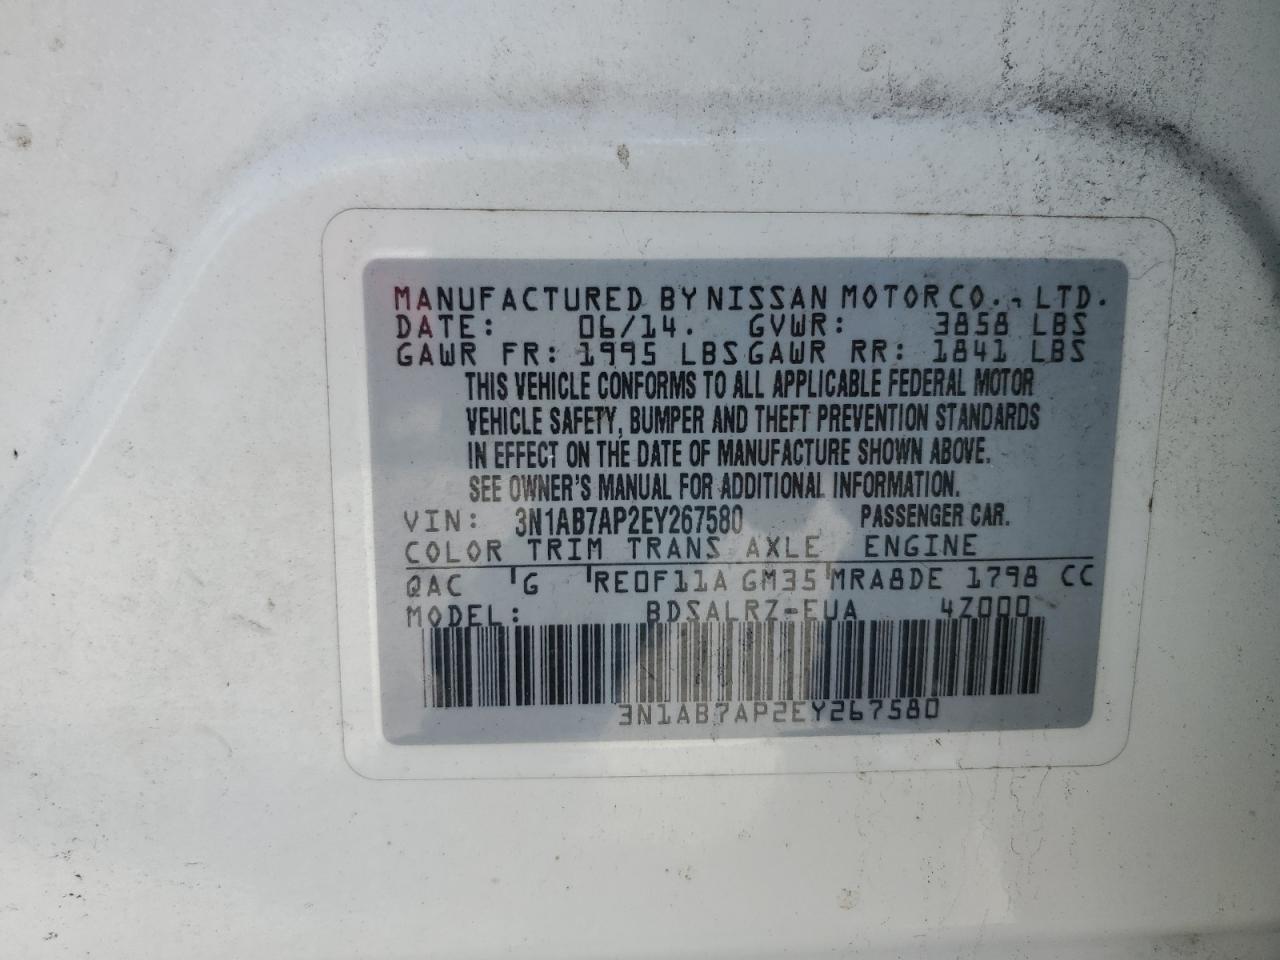 MANUFACTURED BY NISSAN MOTOR CO., LTD.
DATE: 06/14. GVWR: 3858 LBS
GAWR FR: 1995 LBS GAWR RR: 1841 LBS
THIS VEHICLE CONFORMS TO ALL APPLICABLE FEDERAL MOTOR
VEHICLE SAFETY, BUMPER AND THEFT PREVENTION STANDARDS
IN EFFECT ON THE DATE OF MANUFACTURE SHOWN ABOVE.
SEE OWNER'S MANUAL FOR ADDITIONAL INFORMATION.
VIN: 3N1AB7AP2EY267580 PASSENGER CAR.
COLOR TRIM TRANS AXLE ENGINE
QAC G RE0F11A GM35 MRA8DE 1798 CC
MODEL: BDSALRZ-EUA 4Z000
3N1AB7AP2EY267580